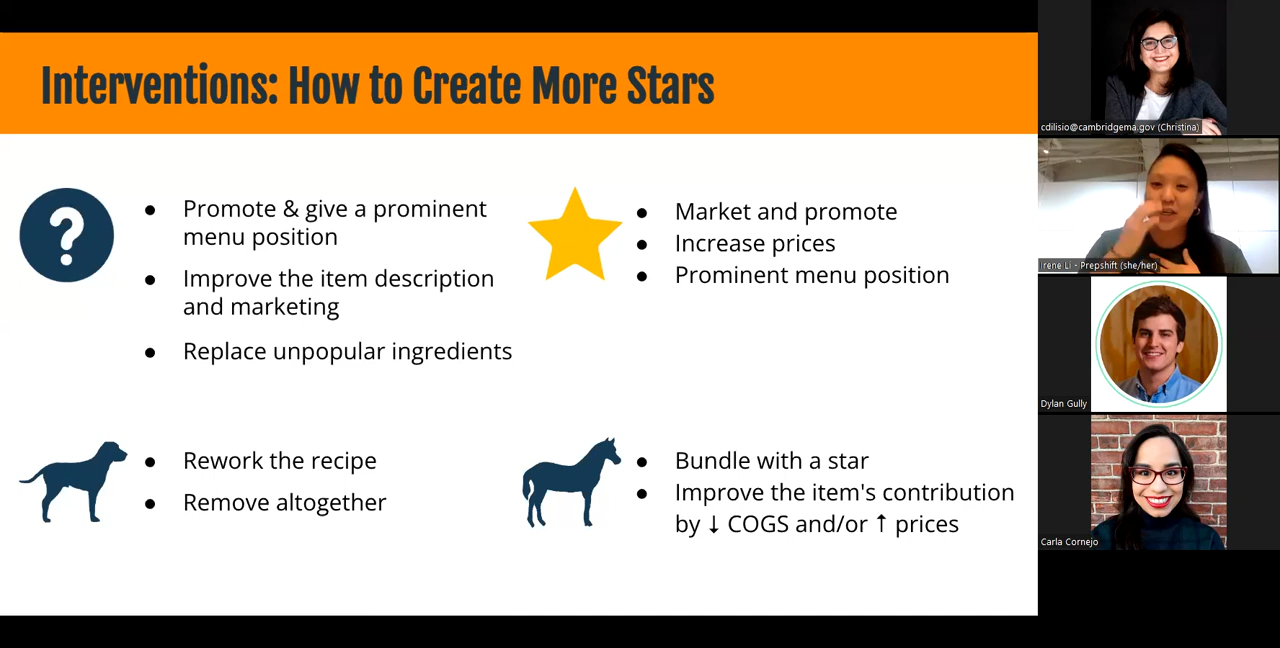 Interventions: How to Create More Stars
?
● Promote & give a prominent
menu position
● Improve the item description
and marketing
● Replace unpopular ingredients
● Market and promote
● Increase prices
● Prominent menu position
● Rework the recipe
● Remove altogether
● Bundle with a star
● Improve the item's contribution
by ↓ COGS and/or ↑ prices
cdilisio@cambridgema.gov (Christina)
Irene Li - Prepshift (she/her)
Dylan Gully
Carla Cornejo